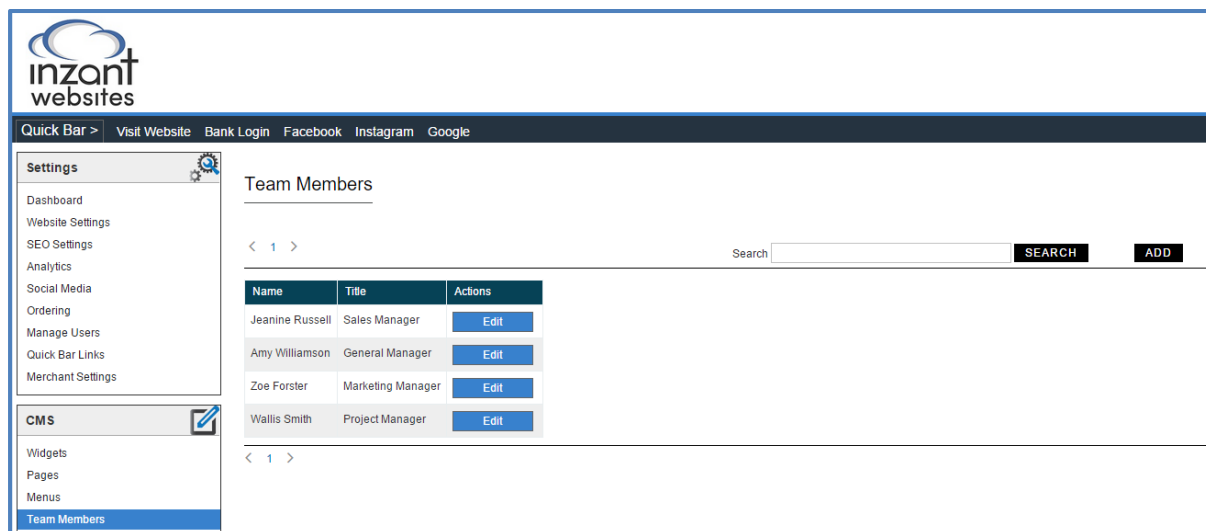 inzant
websites
Quick Bar > Visit Website Bank Login Facebook Instagram Google
Settings
Dashboard
Website Settings
SEO Settings
Analytics
Social Media
Ordering
Manage Users
Quick Bar Links
Merchant Settings
CMS
Widgets
Pages
Menus
Team Members
Team Members
< 1 >
Search SEARCH ADD
Name Title Actions
Jeanine Russell Sales Manager Edit
Amy Williamson General Manager Edit
Zoe Forster Marketing Manager Edit
Wallis Smith Project Manager Edit
< 1 >